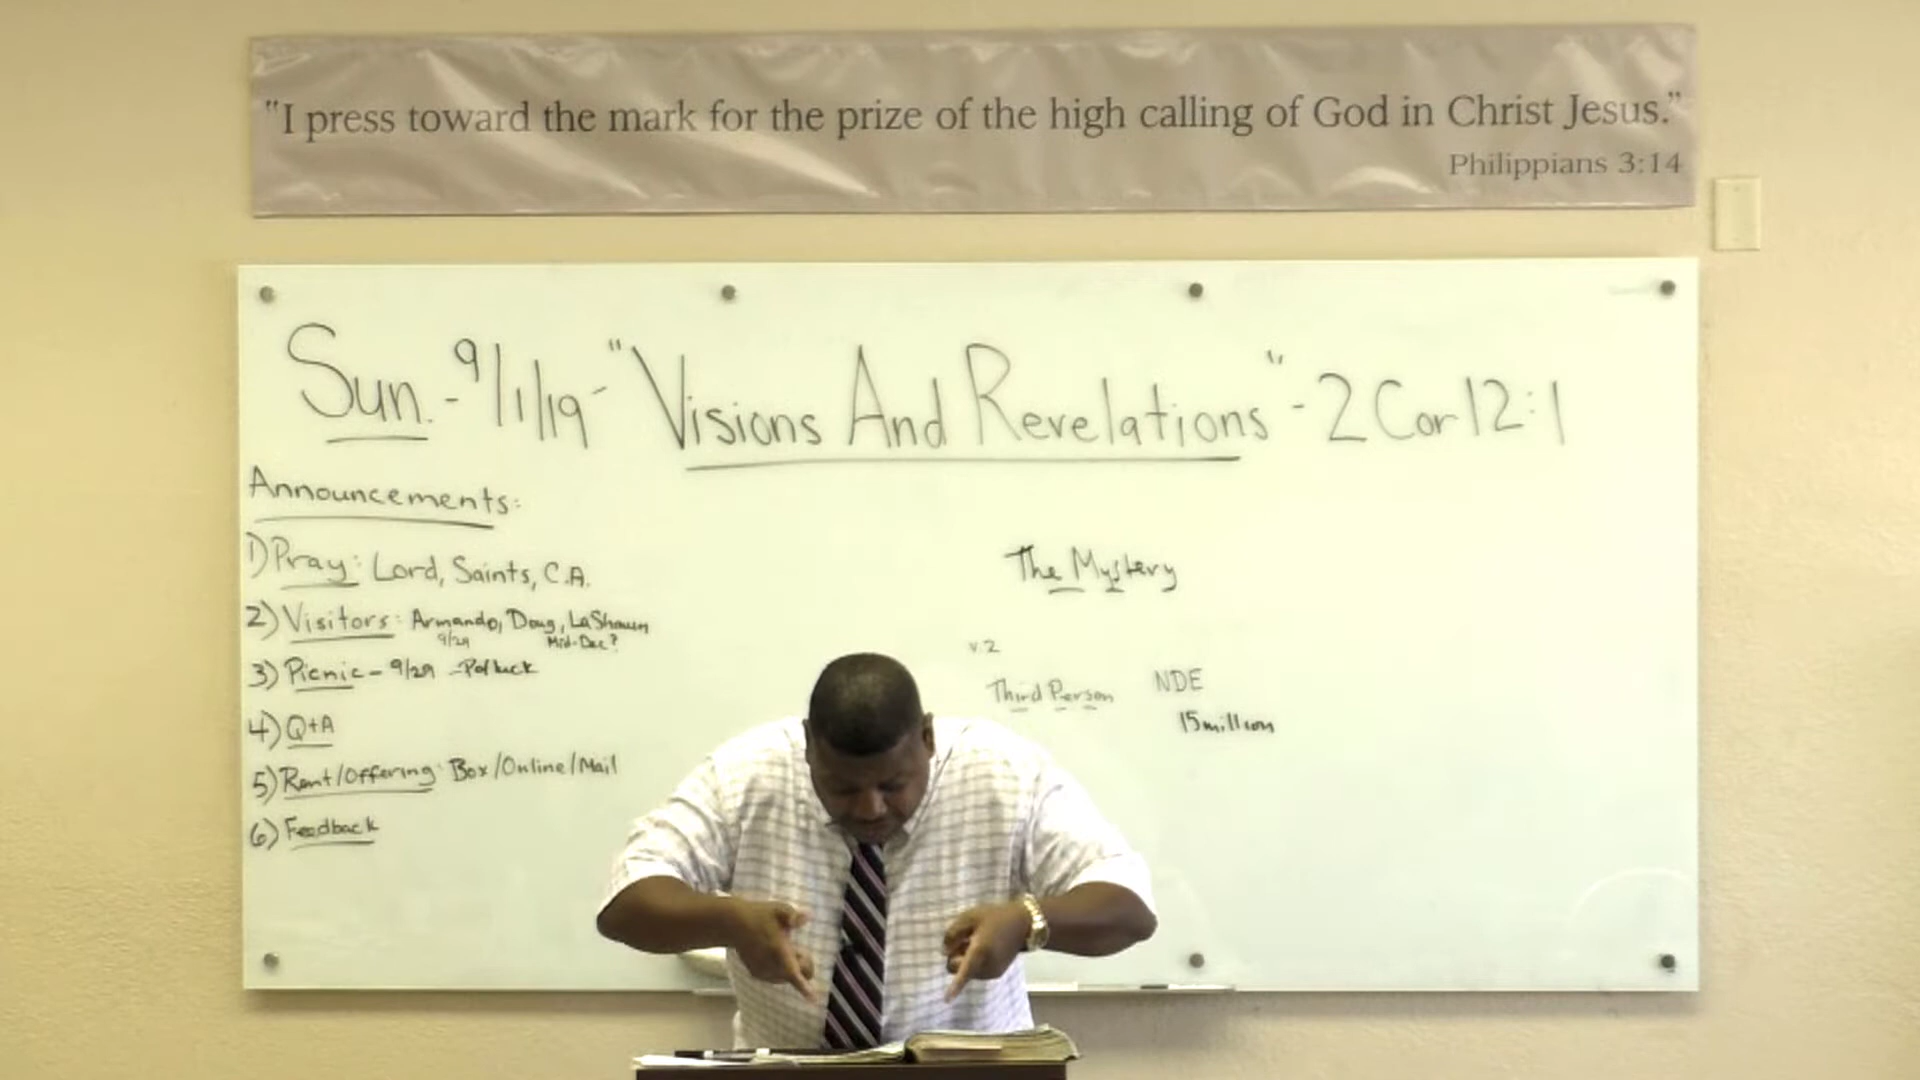 "I press toward the mark for the prize of the high calling of God in Christ Jesus."
Philippians 3:14
Sun. - 9/1/19 - "Visions And Revelations" - 2 Cor 12:1
Announcements:
1) Pray: Lord, Saints, C.A.
2) Visitors: Armando, Doug, LaShawn
9/29 Mid-Dec?
3) Picnic - 9/29 - Potluck
4) Q+A
5) Rent/Offering: Box/Online/Mail
6) Feedback
The Mystery
v.2
Third Person NDE
15 million